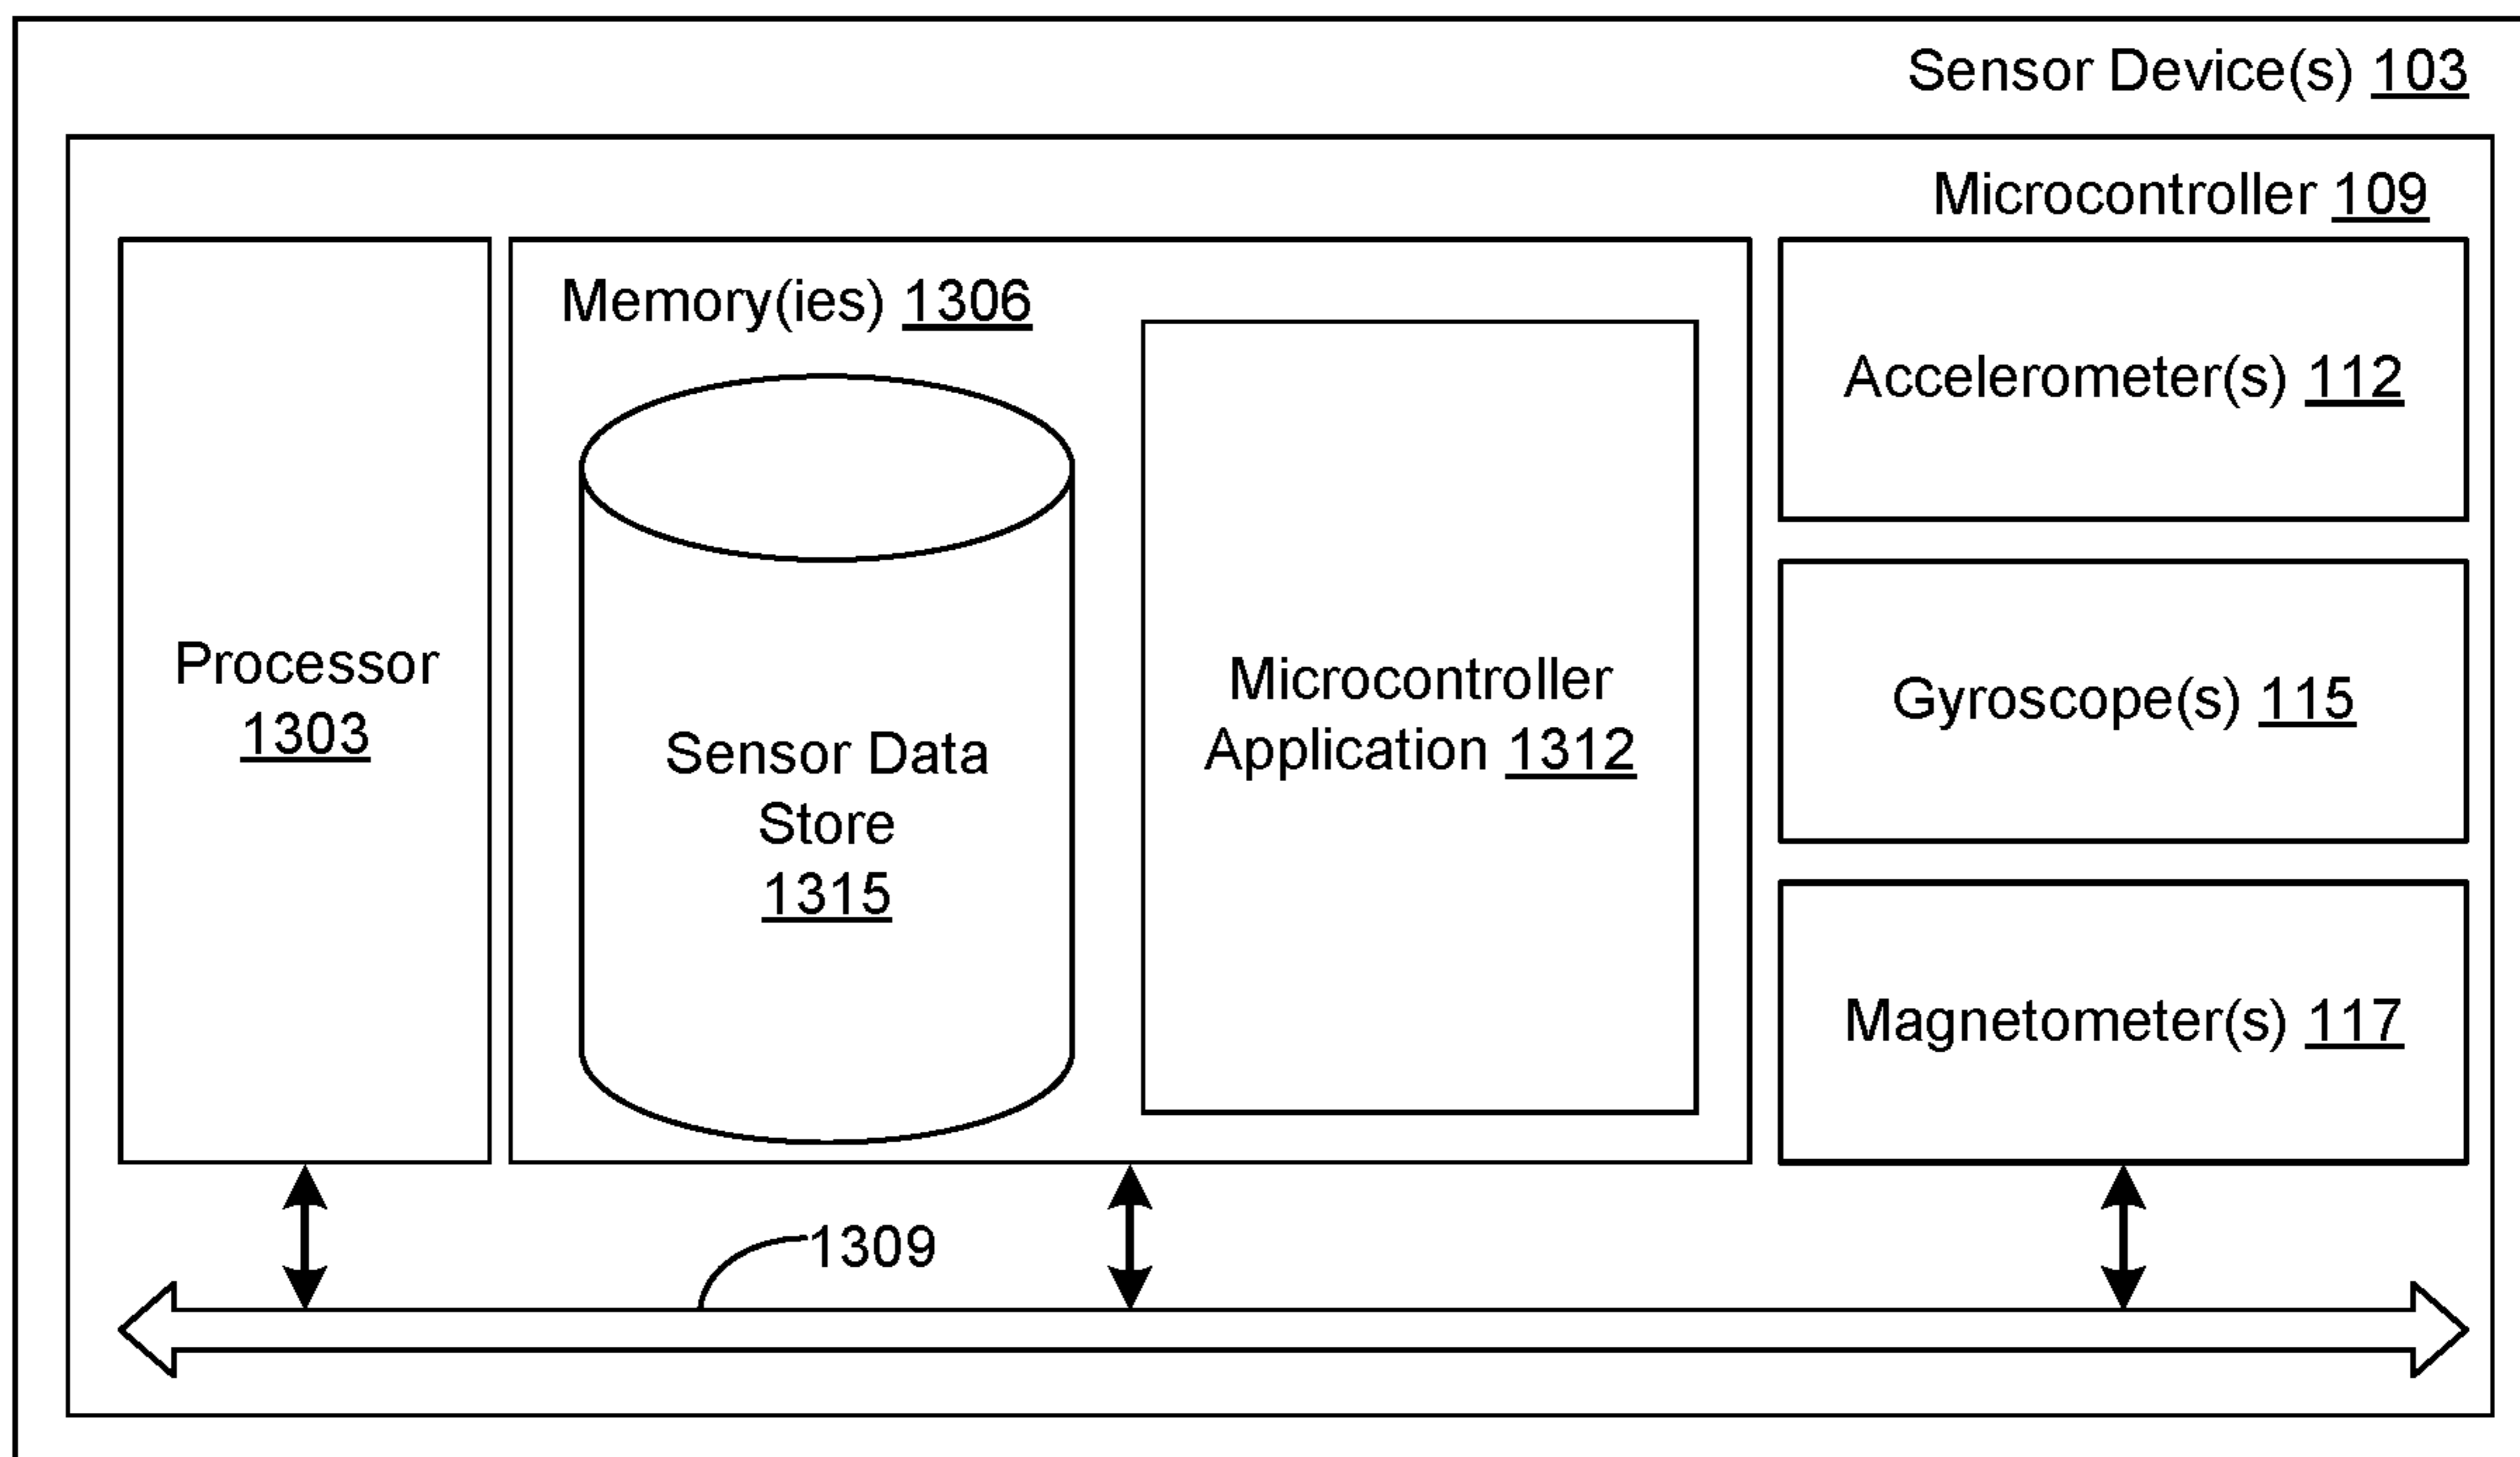 Sensor Device(s) 103
Microcontroller 109
Processor
1303
Memory(ies) 1306
Sensor Data
Store
1315
Microcontroller
Application 1312
Accelerometer(s) 112
Gyroscope(s) 115
Magnetometer(s) 117
1309